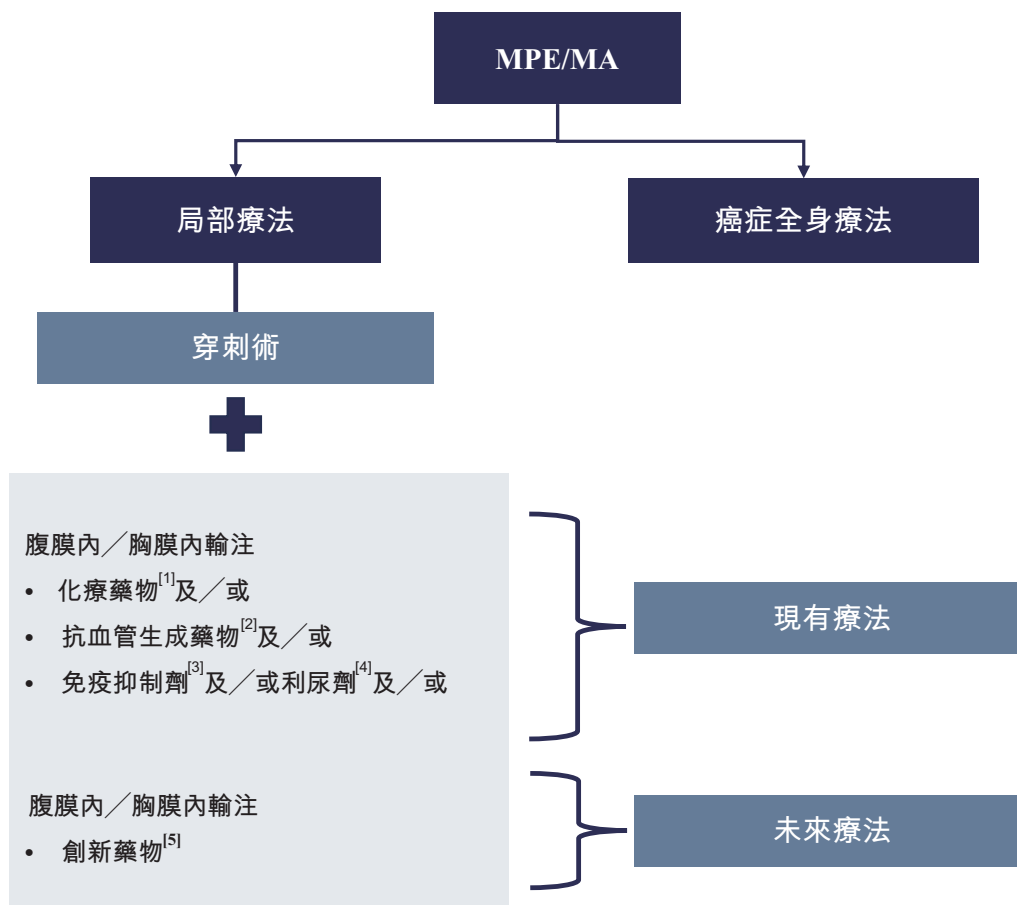 MPE/MA
局部療法
癌症全身療法
穿刺術
腹膜內／胸膜內輸注
• 化療藥物[1]及／或
• 抗血管生成藥物[2]及／或
• 免疫抑制劑[3]及／或利尿劑[4]及／或
現有療法
腹膜內／胸膜內輸注
• 創新藥物[5]
未來療法